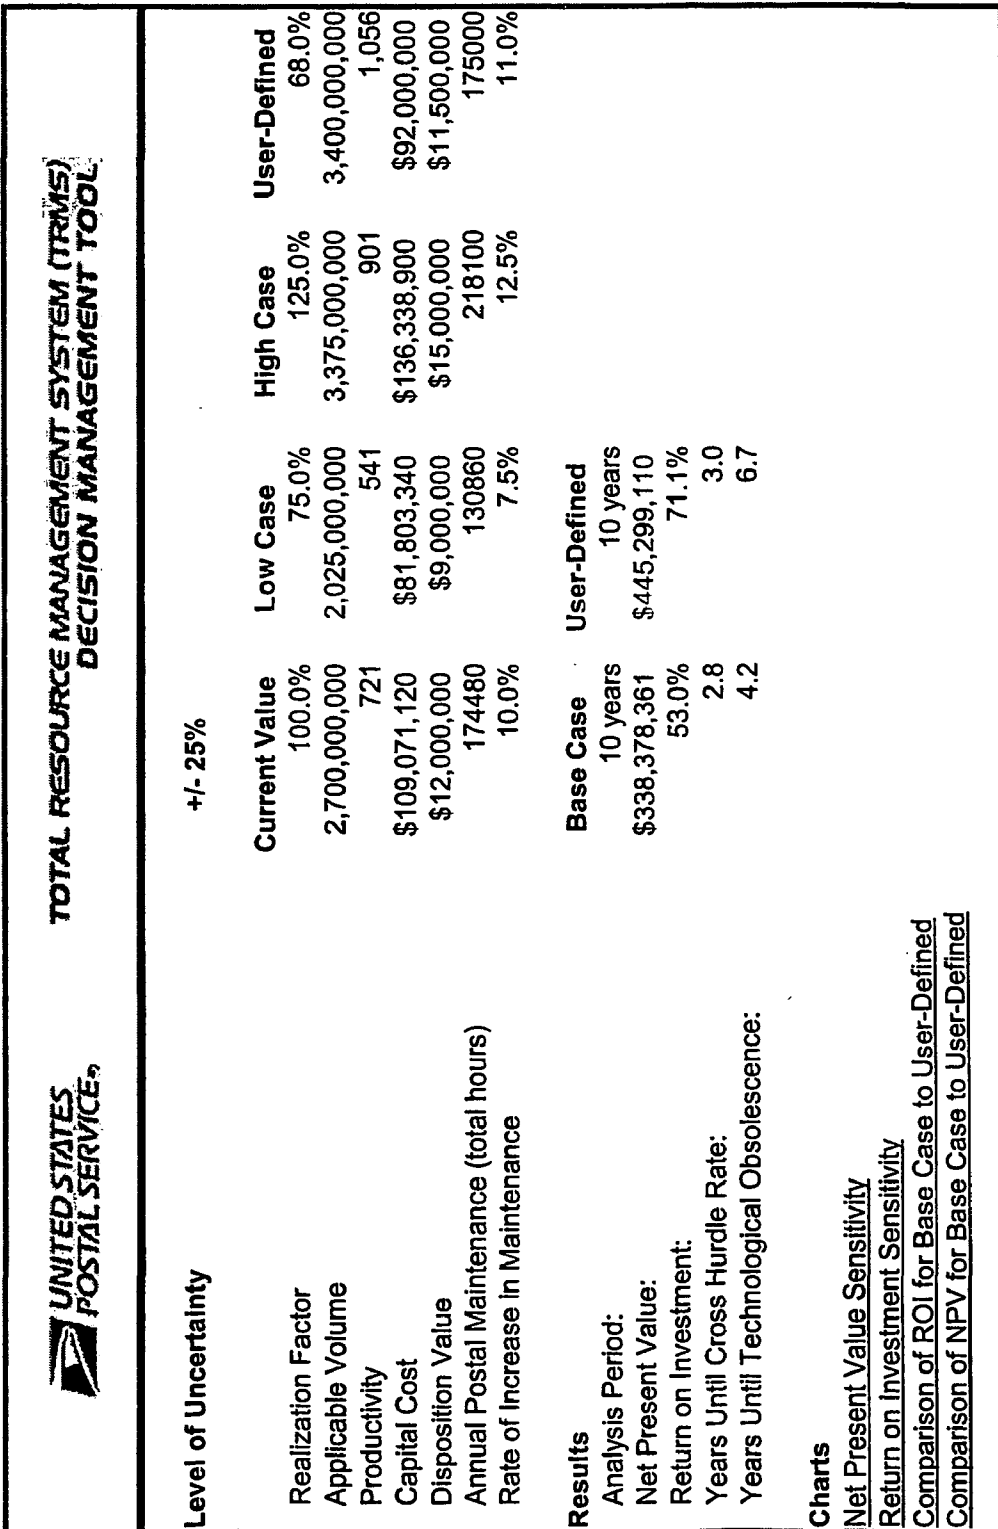 UNITED STATES POSTAL SERVICE
TOTAL RESOURCE MANAGEMENT SYSTEM (TRMS)
DECISION MANAGEMENT TOOL
Level of Uncertainty +/- 25%
Current Value Low Case High Case User-Defined
Realization Factor 100.0% 75.0% 125.0% 68.0%
Applicable Volume 2,700,000,000 2,025,000,000 3,375,000,000 3,400,000,000
Productivity 721 541 901 1,056
Capital Cost $109,071,120 $81,803,340 $136,338,900 $92,000,000
Disposition Value $12,000,000 $9,000,000 $15,000,000 $11,500,000
Annual Postal Maintenance (total hours) 174480 130860 218100 175000
Rate of Increase in Maintenance 10.0% 7.5% 12.5% 11.0%
Results Base Case User-Defined
Analysis Period: 10 years 10 years
Net Present Value: $338,378,361 $445,299,110
Return on Investment: 53.0% 71.1%
Years Until Cross Hurdle Rate: 2.8 3.0
Years Until Technological Obsolescence: 4.2 6.7
Charts
Net Present Value Sensitivity
Return on Investment Sensitivity
Comparison of ROI for Base Case to User-Defined
Comparison of NPV for Base Case to User-Defined